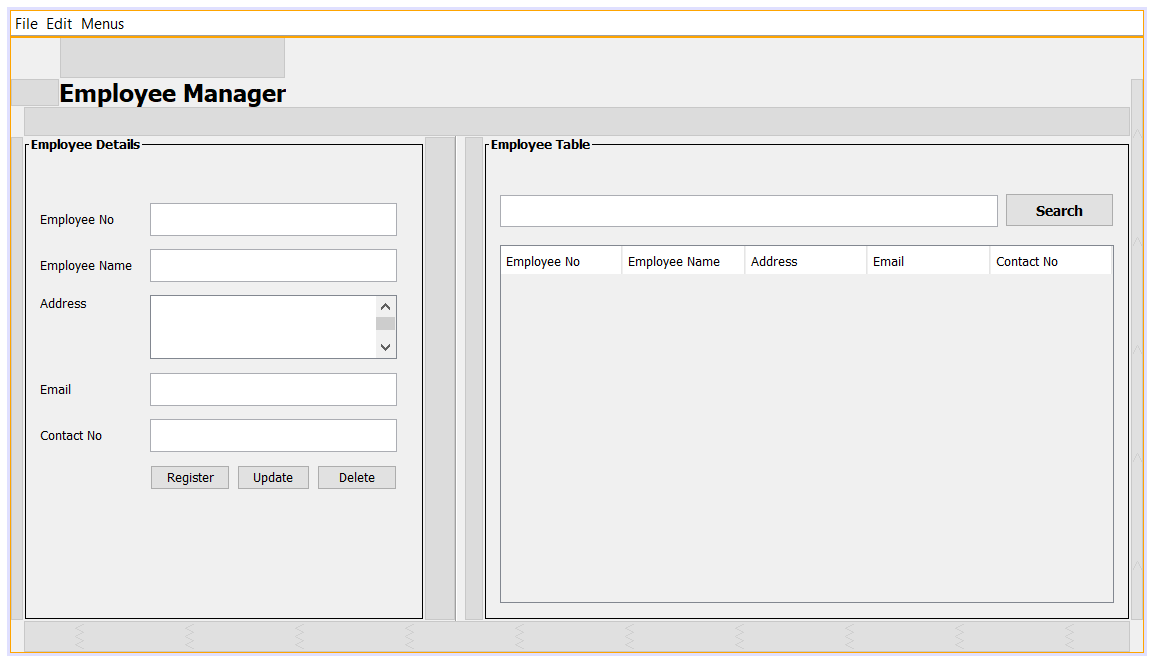 File Edit Menus
Employee Manager
Employee Details
Employee No
Employee Name
Address
Email
Contact No
Register Update Delete
Employee Table
Search
Employee No Employee Name Address Email Contact No